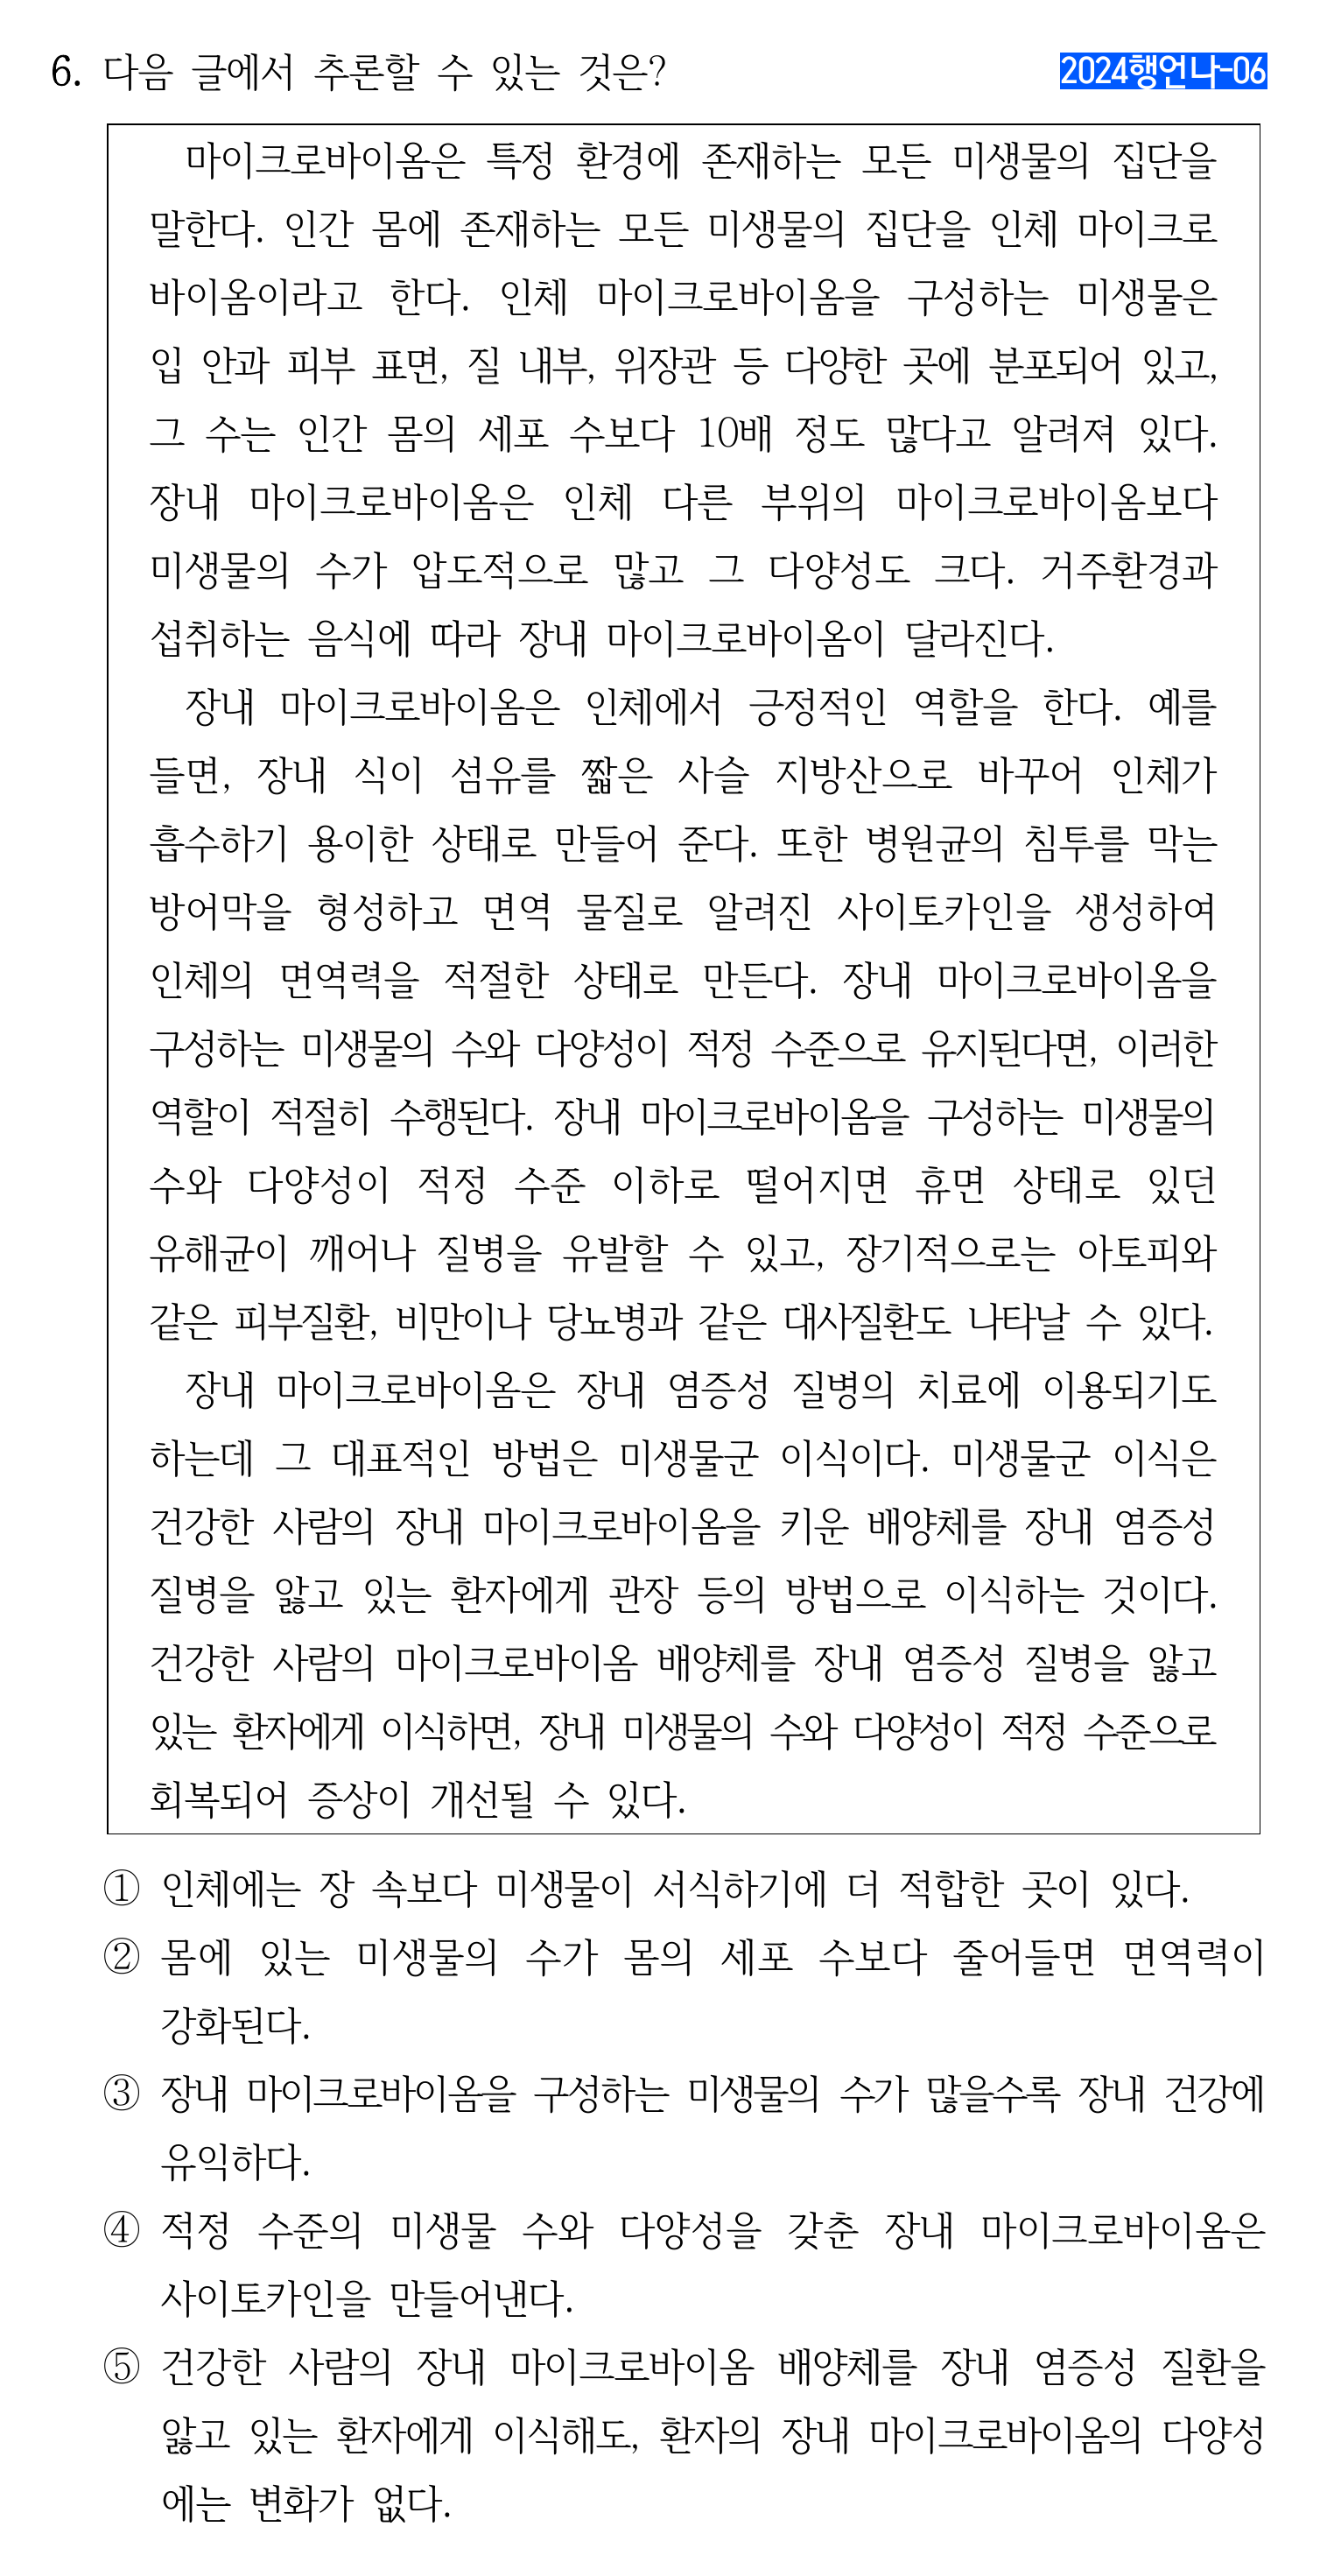 6. 다음 글에서 추론할 수 있는 것은?
2024행언나-06
마이크로바이옴은 특정 환경에 존재하는 모든 미생물의 집단을
말한다. 인간 몸에 존재하는 모든 미생물의 집단을 인체 마이크로
바이옴이라고 한다. 인체 마이크로바이옴을 구성하는 미생물은
입 안과 피부 표면, 질 내부, 위장관 등 다양한 곳에 분포되어 있고,
그 수는 인간 몸의 세포 수보다 10배 정도 많다고 알려져 있다.
장내 마이크로바이옴은 인체 다른 부위의 마이크로바이옴보다
미생물의 수가 압도적으로 많고 그 다양성도 크다. 거주환경과
섭취하는 음식에 따라 장내 마이크로바이옴이 달라진다.
장내 마이크로바이옴은 인체에서 긍정적인 역할을 한다. 예를
들면, 장내 식이 섬유를 짧은 사슬 지방산으로 바꾸어 인체가
흡수하기 용이한 상태로 만들어 준다. 또한 병원균의 침투를 막는
방어막을 형성하고 면역 물질로 알려진 사이토카인을 생성하여
인체의 면역력을 적절한 상태로 만든다. 장내 마이크로바이옴을
구성하는 미생물의 수와 다양성이 적정 수준으로 유지된다면, 이러한
역할이 적절히 수행된다. 장내 마이크로바이옴을 구성하는 미생물의
수와 다양성이 적정 수준 이하로 떨어지면 휴면 상태로 있던
유해균이 깨어나 질병을 유발할 수 있고, 장기적으로는 아토피와
같은 피부질환, 비만이나 당뇨병과 같은 대사질환도 나타날 수 있다.
장내 마이크로바이옴은 장내 염증성 질병의 치료에 이용되기도
하는데 그 대표적인 방법은 미생물군 이식이다. 미생물군 이식은
건강한 사람의 장내 마이크로바이옴을 키운 배양체를 장내 염증성
질병을 앓고 있는 환자에게 관장 등의 방법으로 이식하는 것이다.
건강한 사람의 마이크로바이옴 배양체를 장내 염증성 질병을 앓고
있는 환자에게 이식하면, 장내 미생물의 수와 다양성이 적정 수준으로
회복되어 증상이 개선될 수 있다.
① 인체에는 장 속보다 미생물이 서식하기에 더 적합한 곳이 있다.
② 몸에 있는 미생물의 수가 몸의 세포 수보다 줄어들면 면역력이
강화된다.
③ 장내 마이크로바이옴을 구성하는 미생물의 수가 많을수록 장내 건강에
유익하다.
④ 적정 수준의 미생물 수와 다양성을 갖춘 장내 마이크로바이옴은
사이토카인을 만들어낸다.
⑤ 건강한 사람의 장내 마이크로바이옴 배양체를 장내 염증성 질환을
앓고 있는 환자에게 이식해도, 환자의 장내 마이크로바이옴의 다양성
에는 변화가 없다.